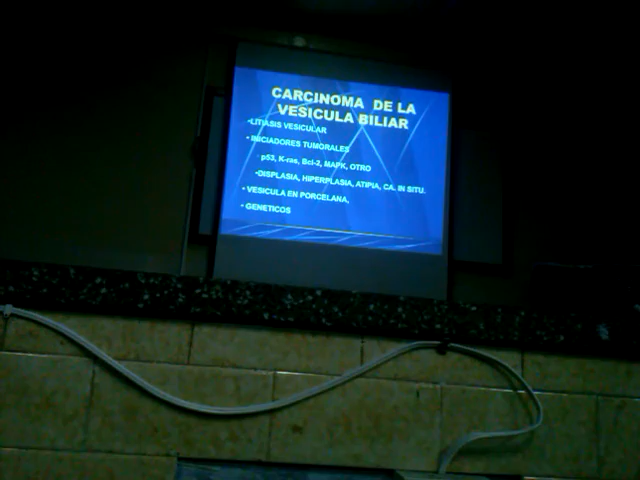 CARCINOMA DE LA
VESICULA BILIAR
•LITIASIS VESICULAR
• INICIADORES TUMORALES
p53, K-ras, Bcl-2, MAPK, OTRO
•DISPLASIA, HIPERPLASIA, ATIPIA, CA. IN SITU.
• VESICULA EN PORCELANA.
• GENETICOS